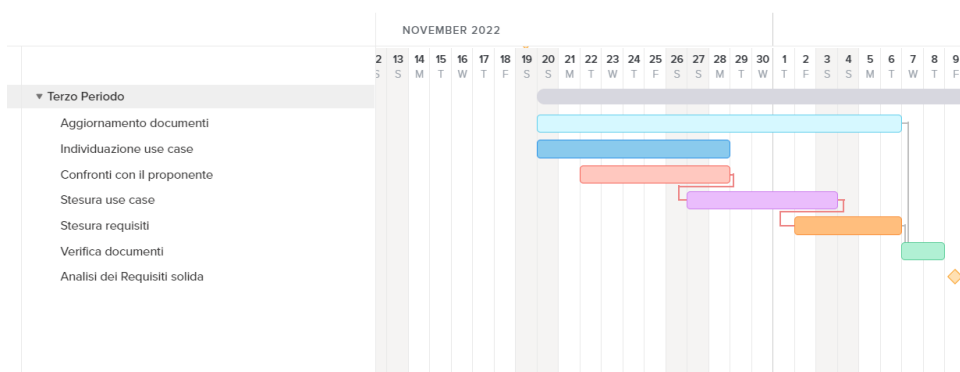 NOVEMBER 2022
2 13 14 15 16 17 18 19 20 21 22 23 24 25 26 27 28 29 30 1 2 3 4 5 6 7 8 9
S S M T W T F S S M T W T F S S M T W T F S S M T W T F
Terzo Periodo
Aggiornamento documenti
Individuazione use case
Confronti con il proponente
Stesura use case
Stesura requisiti
Verifica documenti
Analisi dei Requisiti solida